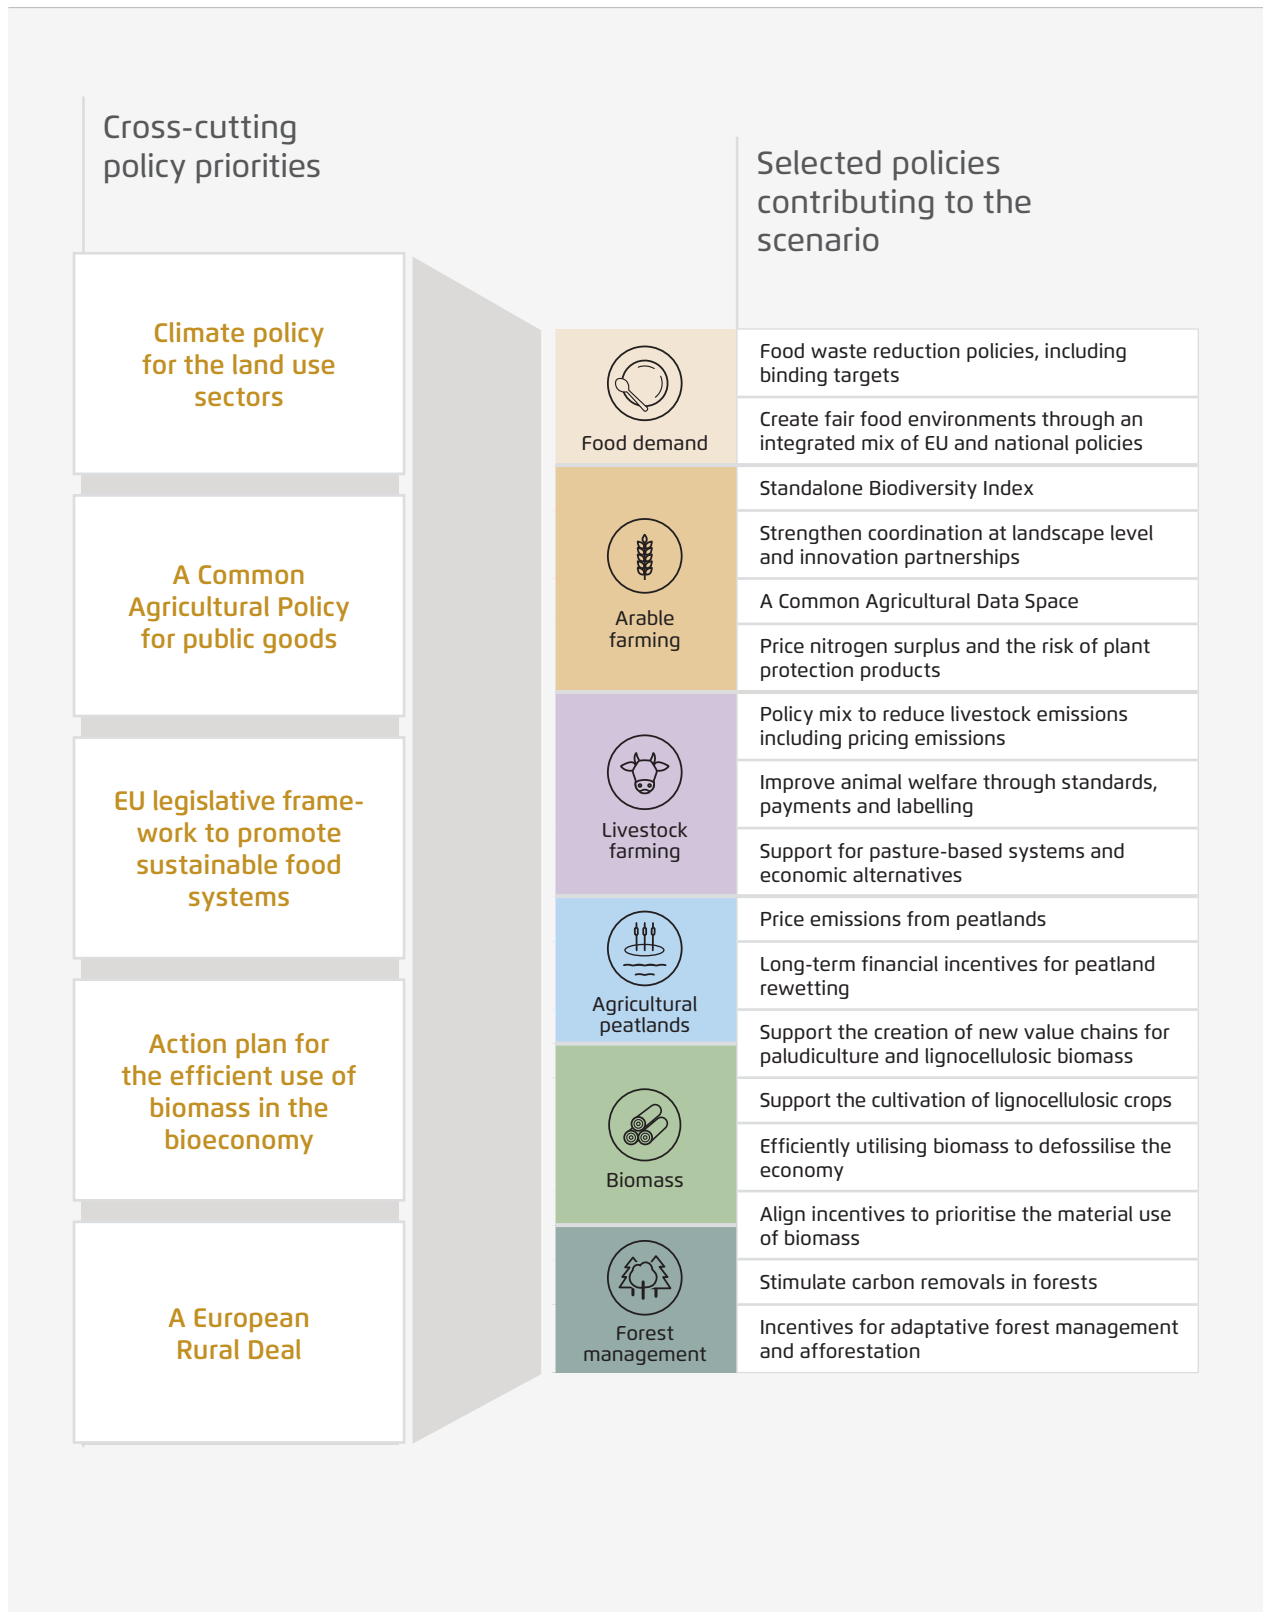 Cross-cutting
policy priorities
Climate policy
for the land use
sectors
A Common
Agricultural Policy
for public goods
EU legislative frame-
work to promote
sustainable food
systems
Action plan for
the efficient use of
biomass in the
bioeconomy
A European
Rural Deal
Selected policies
contributing to the
scenario
Food demand
Food waste reduction policies, including
binding targets
Create fair food environments through an
integrated mix of EU and national policies
Arable
farming
Standalone Biodiversity Index
Strengthen coordination at landscape level
and innovation partnerships
A Common Agricultural Data Space
Price nitrogen surplus and the risk of plant
protection products
Livestock
farming
Policy mix to reduce livestock emissions
including pricing emissions
Improve animal welfare through standards,
payments and labelling
Support for pasture-based systems and
economic alternatives
Agricultural
peatlands
Price emissions from peatlands
Long-term financial incentives for peatland
rewetting
Support the creation of new value chains for
paludiculture and lignocellulosic biomass
Biomass
Support the cultivation of lignocellulosic crops
Efficiently utilising biomass to defossilise the
economy
Align incentives to prioritise the material use
of biomass
Forest
management
Stimulate carbon removals in forests
Incentives for adaptative forest management
and afforestation